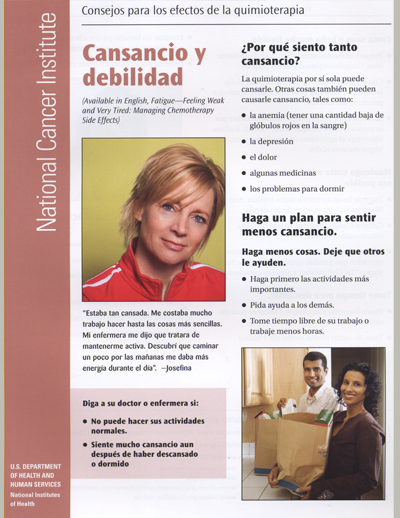 Consejos para los efectos de la quimioterapia
National Cancer Institute
Cansancio y
debilidad
(Available in English, Fatigue—Feeling Weak
and Very Tired: Managing Chemotherapy
Side Effects)
"Estaba tan cansada. Me costaba mucho
trabajo hacer hasta las cosas más sencillas.
Mi enfermera me dijo que tratara de
mantenerme activa. Descubrí que caminar
un poco por las mañanas me daba más
energía durante el día". —Josefina
Diga a su doctor o enfermera si:
• No puede hacer sus actividades
normales.
• Siente mucho cansancio aun
después de haber descansado
o dormido
¿Por qué siento tanto
cansancio?
La quimioterapia por sí sola puede
cansarle. Otras cosas también pueden
causarle cansancio, tales como:
• la anemia (tener una cantidad baja de
glóbulos rojos en la sangre)
• la depresión
• el dolor
• algunas medicinas
• los problemas para dormir
Haga un plan para sentir
menos cansancio.
Haga menos cosas. Deje que otros
le ayuden.
• Haga primero las actividades más
importantes.
• Pida ayuda a los demás.
• Tome tiempo libre de su trabajo o
trabaje menos horas.
U.S. DEPARTMENT
OF HEALTH AND
HUMAN SERVICES
National Institutes
of Health